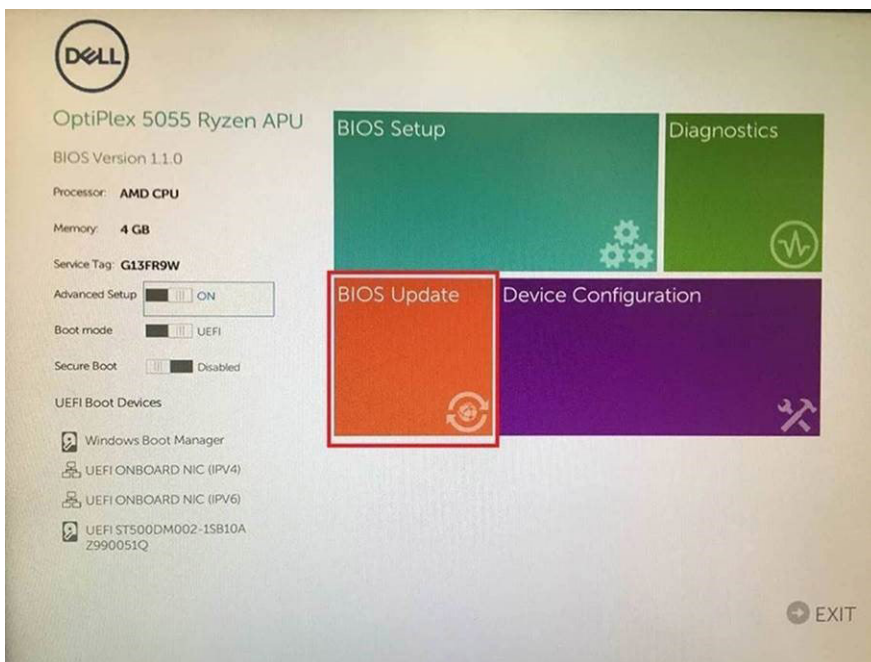 DELL
OptiPlex 5055 Ryzen APU
BIOS Version 1.1.0
Processor: AMD CPU
Memory: 4 GB
Service Tag: G13FR9W
Advanced Setup ON
Boot mode UEFI
Secure Boot Disabled
UEFI Boot Devices
Windows Boot Manager
UEFI ONBOARD NIC (IPV4)
UEFI ONBOARD NIC (IPV6)
UEFI ST500DM002-1SB10A
Z990051Q
BIOS Setup
Diagnostics
BIOS Update
Device Configuration
EXIT